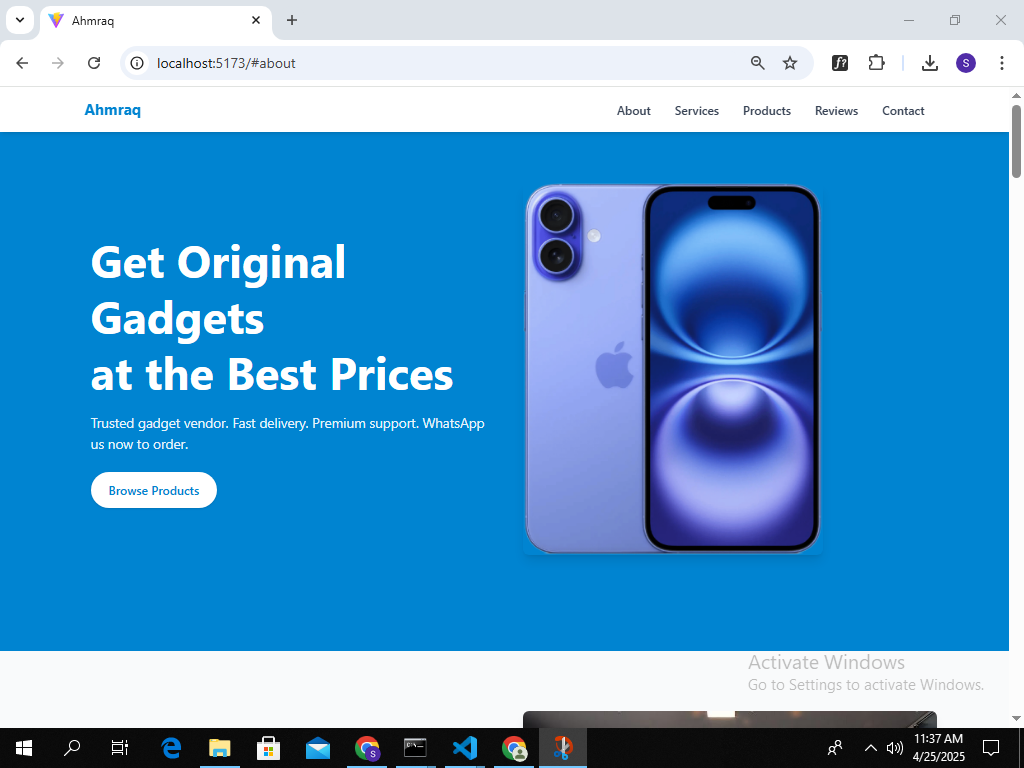 Ahmraq
localhost:5173/#about
f?
S
Ahmraq
About Services Products Reviews Contact
Get Original
Gadgets
at the Best Prices
Trusted gadget vendor. Fast delivery. Premium support. WhatsApp
us now to order.
Browse Products
Activate Windows
Go to Settings to activate Windows.
S
11:37 AM
4/25/2025